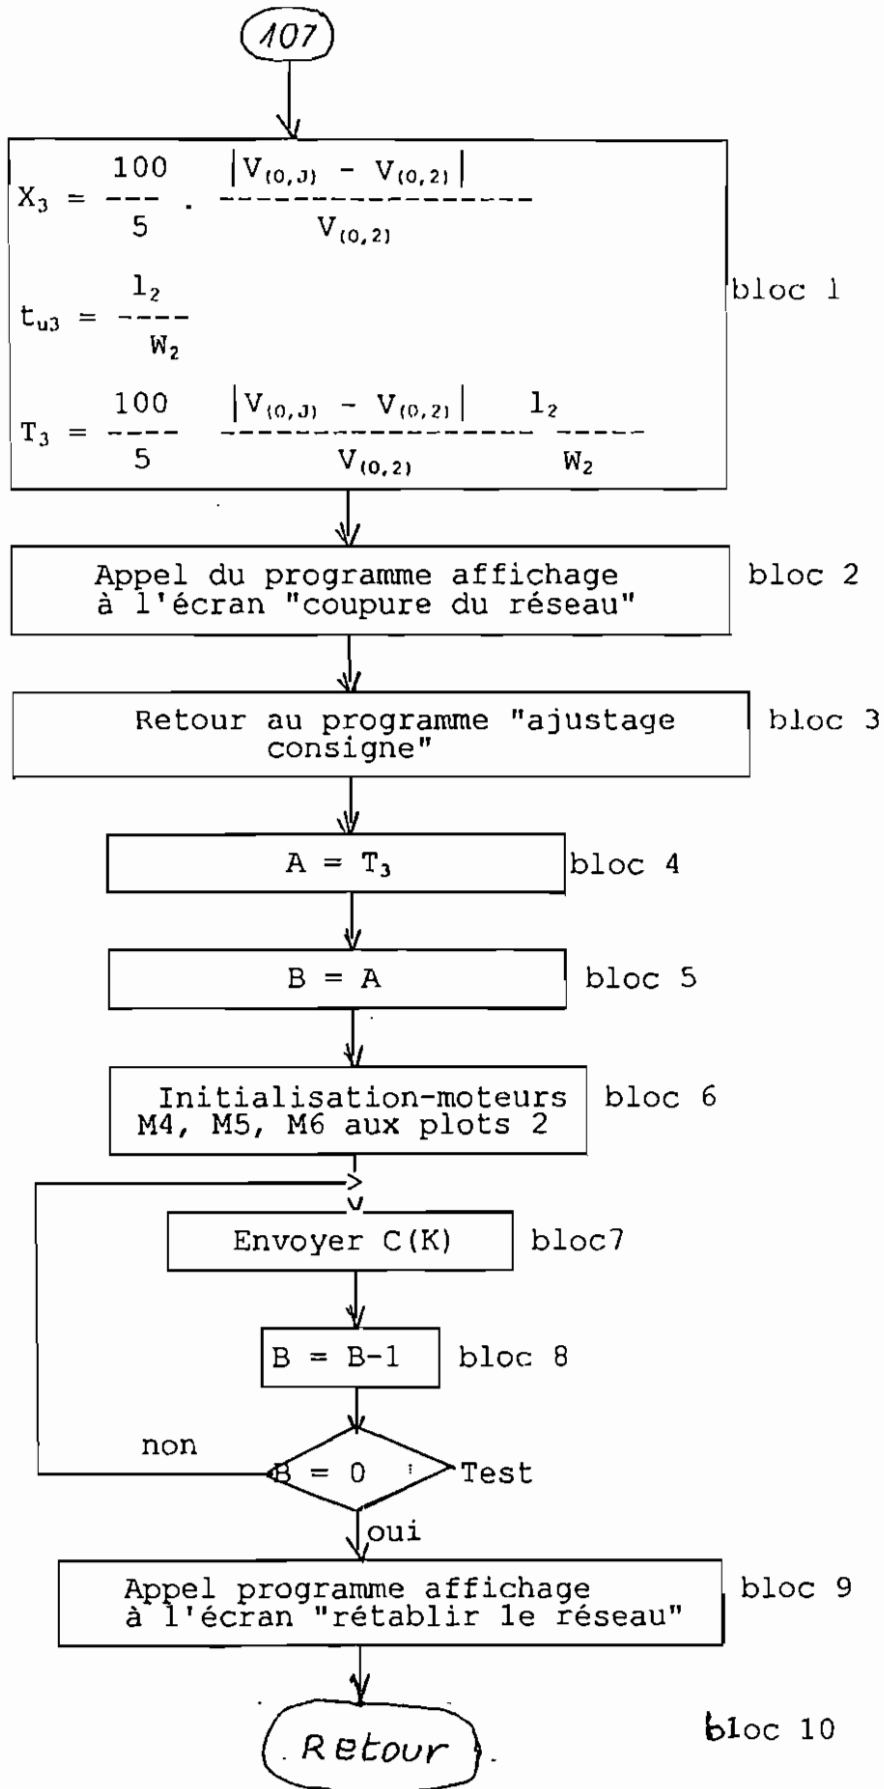 107
100 |V(0,J) - V(0,2)|
X₃ = ---- . ------------------
5 V(0,2)
bloc 1
l₂
tu3 = ----
W₂
100 |V(0,J) - V(0,2)| l₂
T₃ = ---- ------------------ -----
5 V(0,2) W₂
Appel du programme affichage bloc 2
à l'écran "coupure du réseau"
Retour au programme "ajustage bloc 3
consigne"
A = T₃ bloc 4
B = A bloc 5
Initialisation-moteurs bloc 6
M4, M5, M6 aux plots 2
Envoyer C(K) bloc7
B = B-1 bloc 8
non
B = 0 Test
oui
Appel programme affichage bloc 9
à l'écran "rétablir le réseau"
bloc 10
Retour